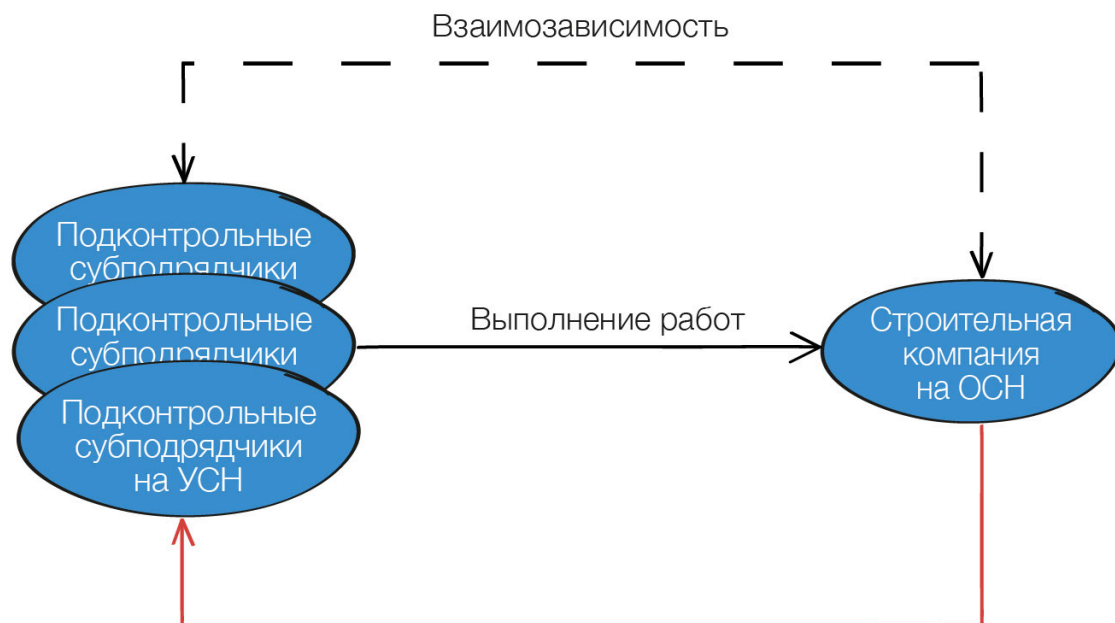 Взаимозависимость
Подконтрольные
субподрядчики
Подконтрольные
субподрядчики
Подконтрольные
субподрядчики
на УСН
Выполнение работ
Строительная
компания
на ОСН